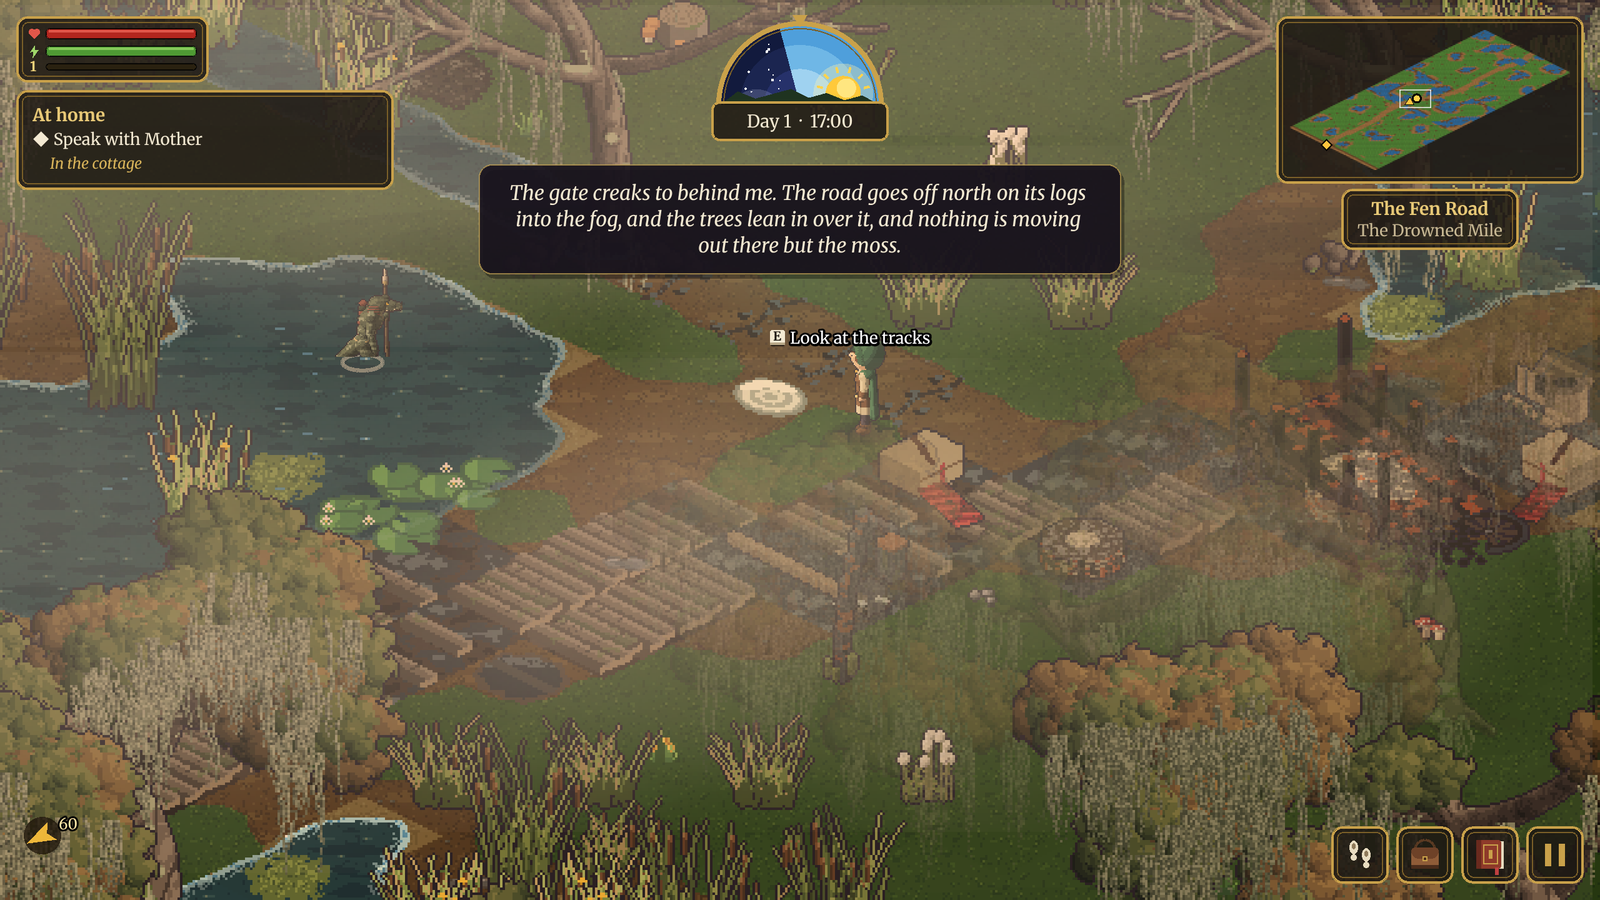 1
At home
Speak with Mother
In the cottage
Day 1 · 17:00
The gate creaks to behind me. The road goes off north on its logs
into the fog, and the trees lean in over it, and nothing is moving
out there but the moss.
The Fen Road
The Drowned Mile
E Look at the tracks
60